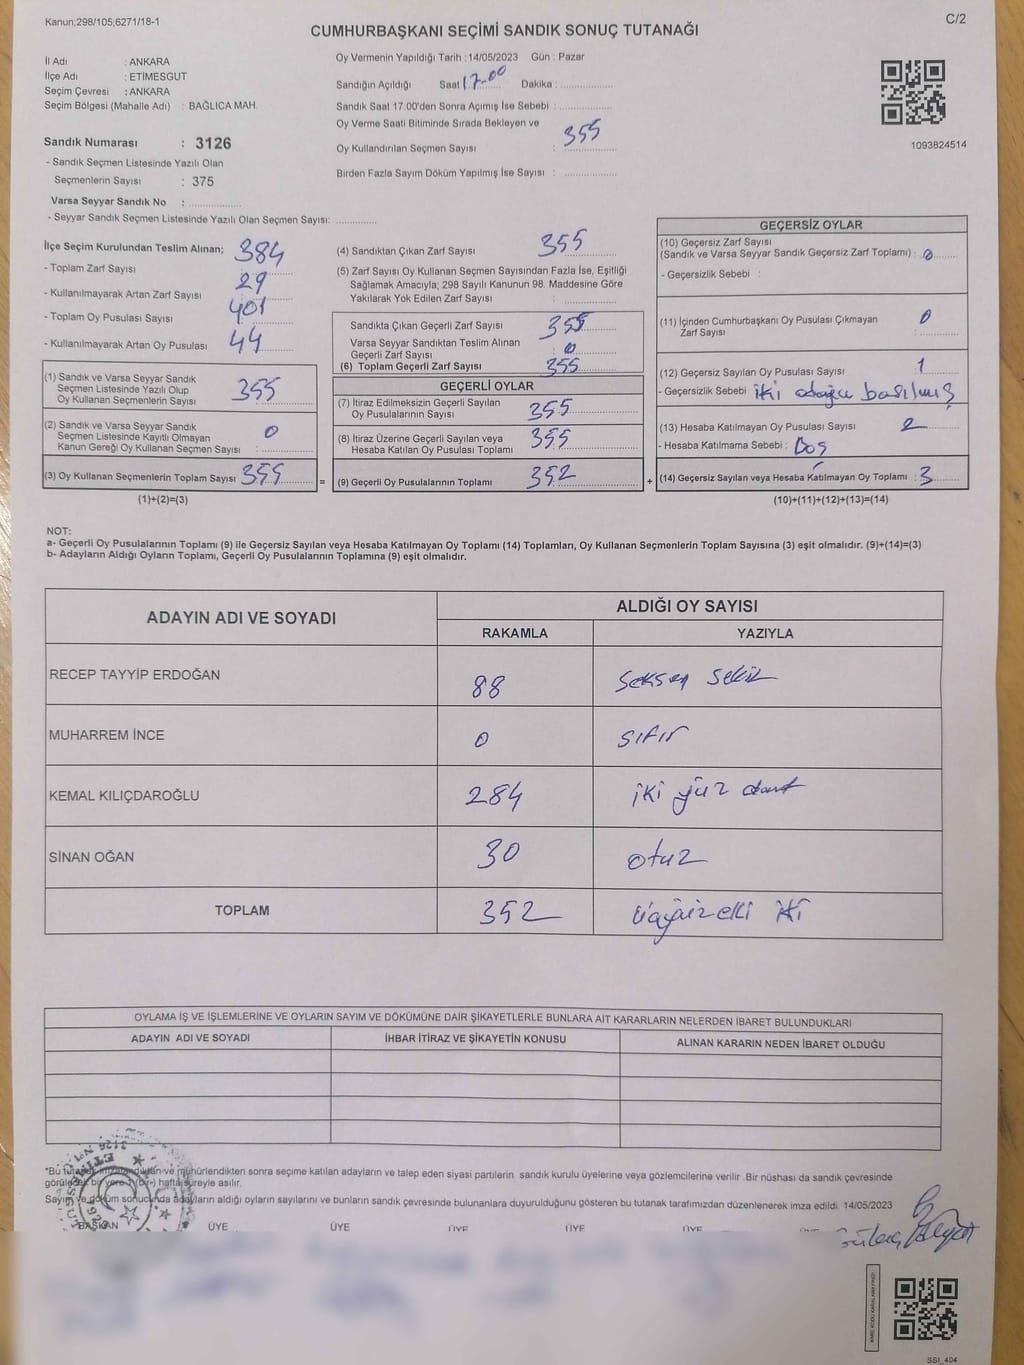 Kanun;298/105;6271/18-1
C/2
CUMHURBAŞKANI SEÇİMİ SANDIK SONUÇ TUTANAĞI
İl Adı : ANKARA
İlçe Adı : ETİMESGUT
Seçim Çevresi : ANKARA
Seçim Bölgesi (Mahalle Adı) : BAĞLICA MAH.
Sandık Numarası : 3126
- Sandık Seçmen Listesinde Yazılı Olan
Seçmenlerin Sayısı : 375
Varsa Seyyar Sandık No :
- Seyyar Sandık Seçmen Listesinde Yazılı Olan Seçmen Sayısı:
Oy Vermenin Yapıldığı Tarih : 14/05/2023 Gün : Pazar
Sandığın Açıldığı Saat 17.00 Dakika :
Sandık Saat 17:00'den Sonra Açımış İse Sebebi :
Oy Verme Saati Bitiminde Sırada Bekleyen ve
Oy Kullandırılan Seçmen Sayısı : 355
Birden Fazla Sayım Döküm Yapılmış İse Sayısı :
1093824514
İlçe Seçim Kurulundan Teslim Alınan;
- Toplam Zarf Sayısı 384
- Kullanılmayarak Artan Zarf Sayısı 29
- Toplam Oy Pusulası Sayısı 401
- Kullanılmayarak Artan Oy Pusulası 44
(1) Sandık ve Varsa Seyyar Sandık
Seçmen Listesinde Yazılı Olup
Oy Kullanan Seçmenlerin Sayısı 355
(2) Sandık ve Varsa Seyyar Sandık
Seçmen Listesinde Kayıtlı Olmayan
Kanun Gereği Oy Kullanan Seçmen Sayısı : 0
(3) Oy Kullanan Seçmenlerin Toplam Sayısı 355 =
(1)+(2)=(3)
(4) Sandıktan Çıkan Zarf Sayısı 355
(5) Zarf Sayısı Oy Kullanan Seçmen Sayısından Fazla İse, Eşitliği
Sağlamak Amacıyla; 298 Sayılı Kanunun 98. Maddesine Göre
Yakılarak Yok Edilen Zarf Sayısı :
Sandıkta Çıkan Geçerli Zarf Sayısı 355
Varsa Seyyar Sandıktan Teslim Alınan
Geçerli Zarf Sayısı : 0
(6) Toplam Geçerli Zarf Sayısı 355
GEÇERLİ OYLAR
(7) İtiraz Edilmeksizin Geçerli Sayılan
Oy Pusulalarının Sayısı 355
(8) İtiraz Üzerine Geçerli Sayılan veya
Hesaba Katılan Oy Pusulası Toplamı 355
(9) Geçerli Oy Pusulalarının Toplamı 352 +
GEÇERSİZ OYLAR
(10) Geçersiz Zarf Sayısı
(Sandık ve Varsa Seyyar Sandık Geçersiz Zarf Toplamı) : 0
- Geçersizlik Sebebi :
(11) İçinden Cumhurbaşkanı Oy Pusulası Çıkmayan
Zarf Sayısı : 0
(12) Geçersiz Sayılan Oy Pusulası Sayısı : 1
- Geçersizlik Sebebi : iki adaya basılmış
(13) Hesaba Katılmayan Oy Pusulası Sayısı 2
- Hesaba Katılmama Sebebi : Boş
(14) Geçersiz Sayılan veya Hesaba Katılmayan Oy Toplamı : 3
(10)+(11)+(12)+(13)=(14)
NOT:
a- Geçerli Oy Pusulalarının Toplamı (9) ile Geçersiz Sayılan veya Hesaba Katılmayan Oy Toplamı (14) Toplamları, Oy Kullanan Seçmenlerin Toplam Sayısına (3) eşit olmalıdır. (9)+(14)=(3)
b- Adayların Aldığı Oyların Toplamı, Geçerli Oy Pusulalarının Toplamına (9) eşit olmalıdır.
ADAYIN ADI VE SOYADI ALDIĞI OY SAYISI
RAKAMLA YAZIYLA
RECEP TAYYİP ERDOĞAN 88 seksen sekiz
MUHARREM İNCE 0 sıfır
KEMAL KILIÇDAROĞLU 284 iki yüz
SİNAN OĞAN 30 otuz
TOPLAM 352 üçyüzelli iki
OYLAMA İŞ VE İŞLEMLERİNE VE OYLARIN SAYIM VE DÖKÜMÜNE DAİR ŞİKAYETLERLE BUNLARA AİT KARARLARIN NELERDEN İBARET BULUNDUKLARI
ADAYIN ADI VE SOYADI İHBAR İTİRAZ VE ŞİKAYETİN KONUSU ALINAN KARARIN NEDEN İBARET OLDUĞU
*Bu tutanak imzalandıktan ve mühürlendikten sonra seçime katılan adayların ve talep eden siyasi partilerin sandık kurulu üyelerine veya gözlemcilerine verilir. Bir nüshası da sandık çevresinde
görülecek bir yere 1 (bir) hafta süreyle asılır.
Sayım ve döküm sonucunda adayların aldığı oyların sayılarını ve bunların sandık çevresinde bulunanlara duyurulduğunu gösteren bu tutanak tarafımızdan düzenlenerek imza edildi. 14/05/2023
BAŞKAN ÜYE ÜYE ÜYE ÜYE ÜYE
SSI_404